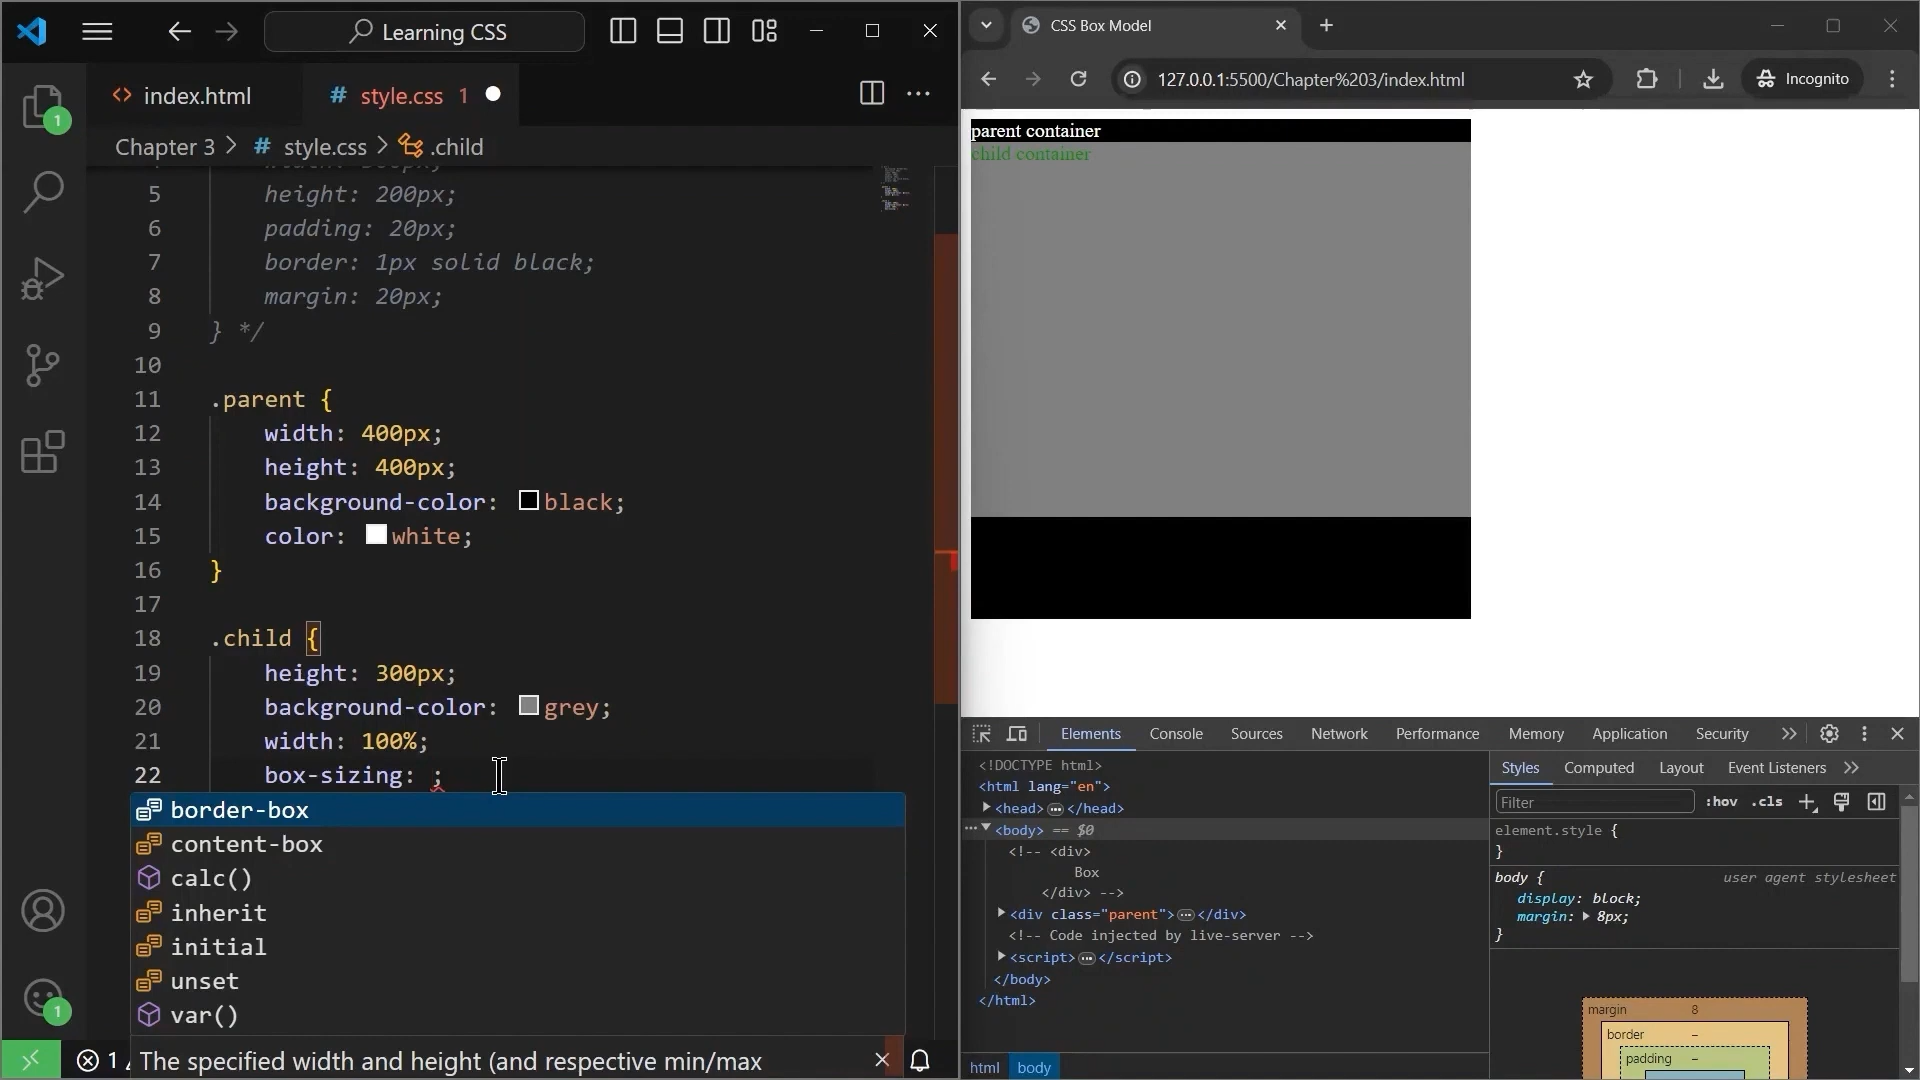 Learning CSS
index.html
# style.css 1
Chapter 3 > # style.css > .child
5 height: 200px;
6 padding: 20px;
7 border: 1px solid black;
8 margin: 20px;
9 } */
10
11 .parent {
12 width: 400px;
13 height: 400px;
14 background-color: black;
15 color: white;
16 }
17
18 .child {
19 height: 300px;
20 background-color: grey;
21 width: 100%;
22 box-sizing: ;
border-box
content-box
calc()
inherit
initial
unset
var()
1
1
1
The specified width and height (and respective min/max
CSS Box Model
127.0.0.1:5500/Chapter%203/index.html
Incognito
parent container
child container
Elements Console Sources Network Performance Memory Application Security
<!DOCTYPE html>
<html lang="en">
<head> </head>
<body> == $0
<!-- <div>
Box
</div> -->
<div class="parent"> </div>
<!-- Code injected by live-server -->
<script> </script>
</body>
</html>
html body
Styles Computed Layout Event Listeners
Filter :hov .cls
element.style {
}
body { user agent stylesheet
display: block;
margin: 8px;
}
margin 8
border –
padding –